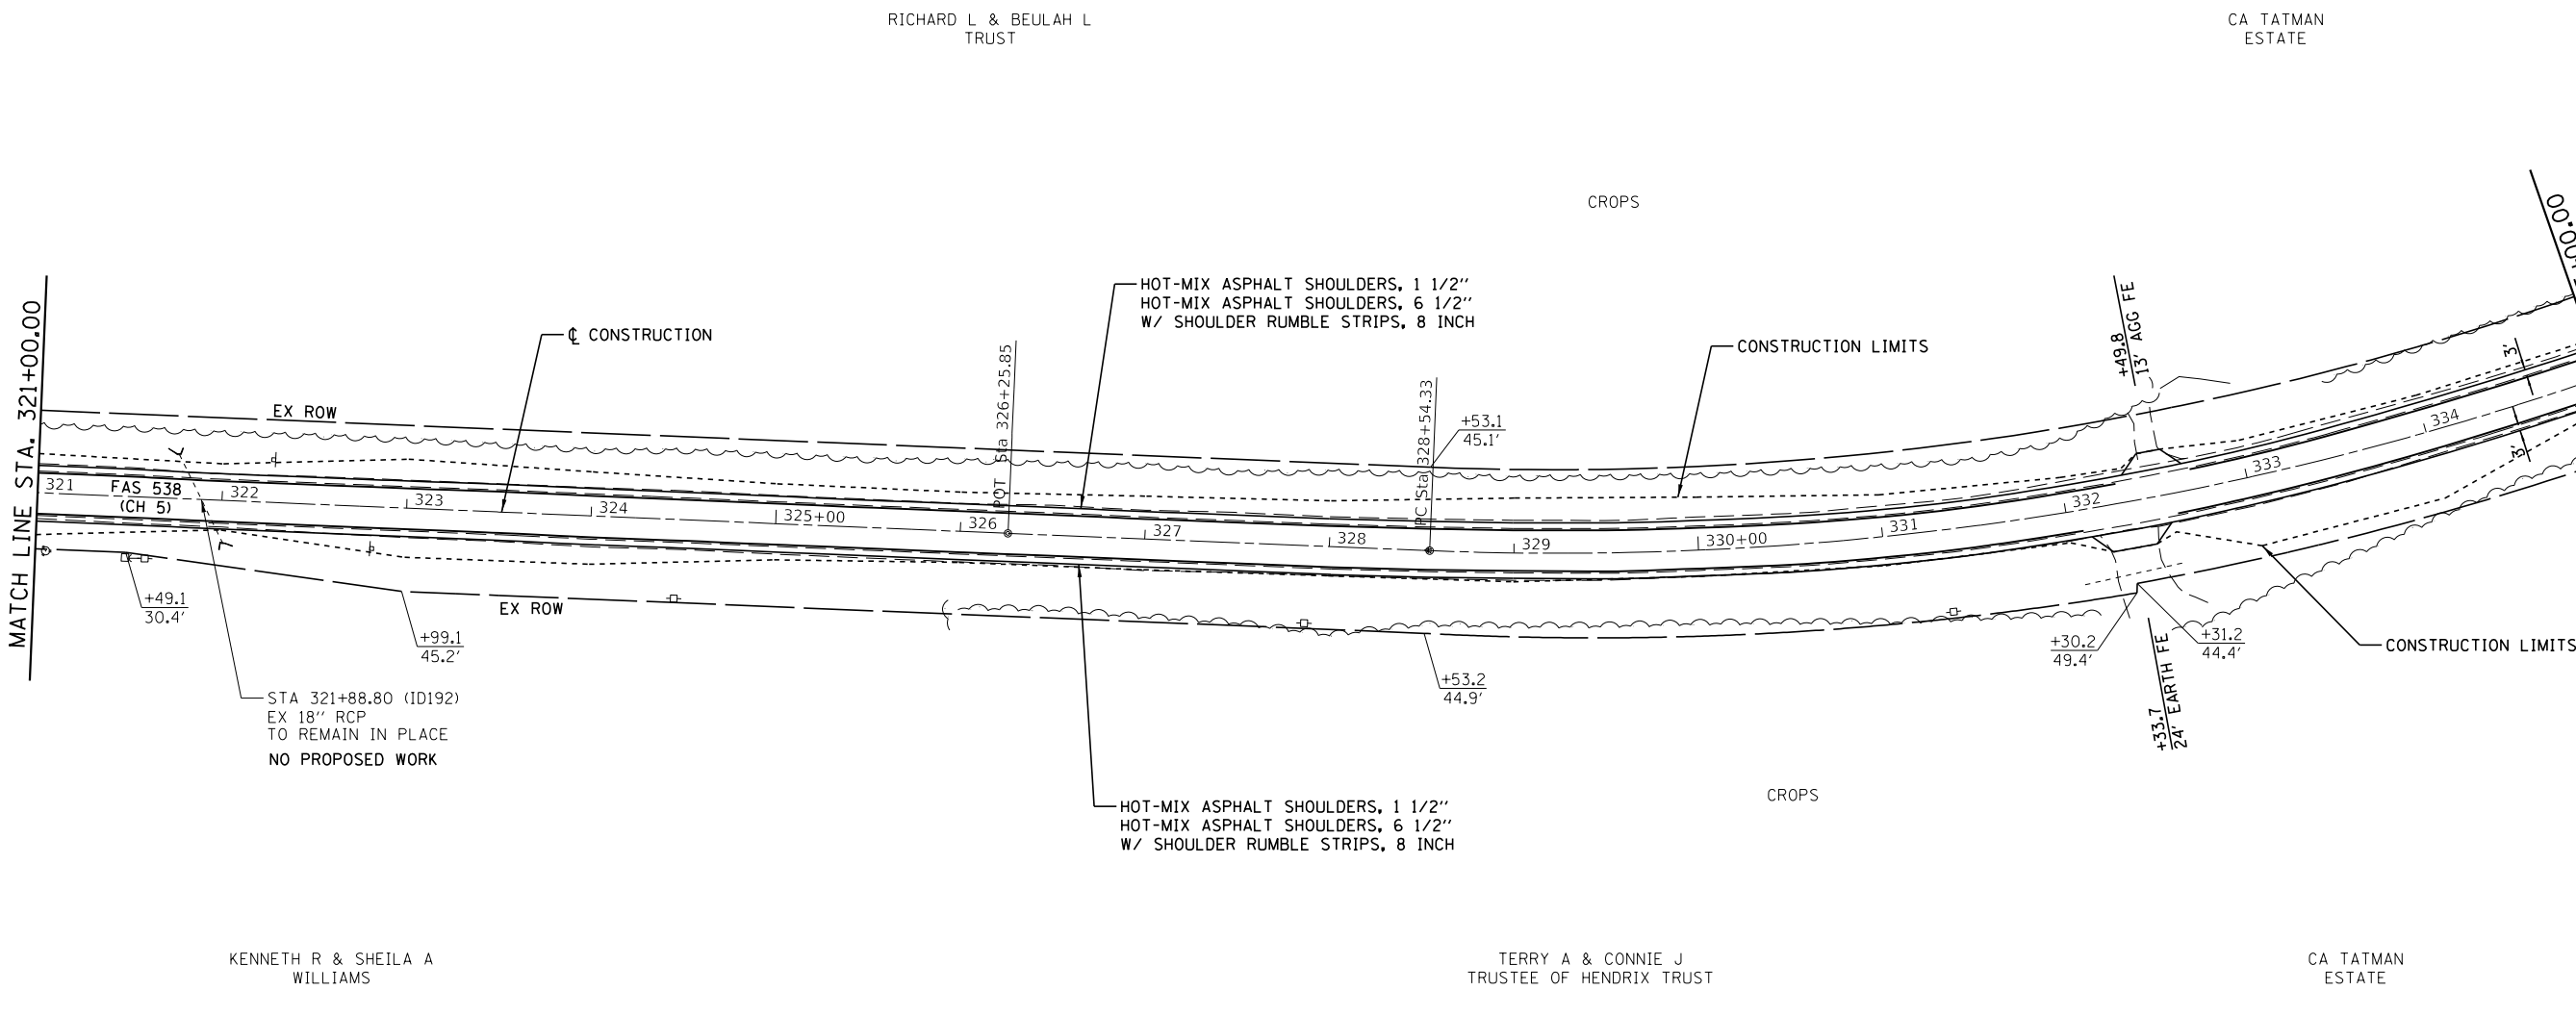 RICHARD L & BEULAH L
TRUST
CA TATMAN
ESTATE
CROPS
HOT-MIX ASPHALT SHOULDERS, 1 1/2"
HOT-MIX ASPHALT SHOULDERS, 6 1/2"
W/ SHOULDER RUMBLE STRIPS, 8 INCH
℄ CONSTRUCTION
CONSTRUCTION LIMITS
MATCH LINE STA. 321+00.00
EX ROW
POT Sta 326+25.85
PC Sta 328+54.33
+53.1
45.1'
+49.8
13' AGG FE
00.00
3'
3'
321
FAS 538
(CH 5)
322
323
324
325+00
326
327
328
329
330+00
331
332
333
334
+49.1
30.4'
EX ROW
+99.1
45.2'
+53.2
44.9'
+30.2
49.4'
+31.2
44.4'
+33.7
24' EARTH FE
CONSTRUCTION LIMITS
STA 321+88.80 (ID192)
EX 18" RCP
TO REMAIN IN PLACE
NO PROPOSED WORK
HOT-MIX ASPHALT SHOULDERS, 1 1/2"
HOT-MIX ASPHALT SHOULDERS, 6 1/2"
W/ SHOULDER RUMBLE STRIPS, 8 INCH
CROPS
KENNETH R & SHEILA A
WILLIAMS
TERRY A & CONNIE J
TRUSTEE OF HENDRIX TRUST
CA TATMAN
ESTATE